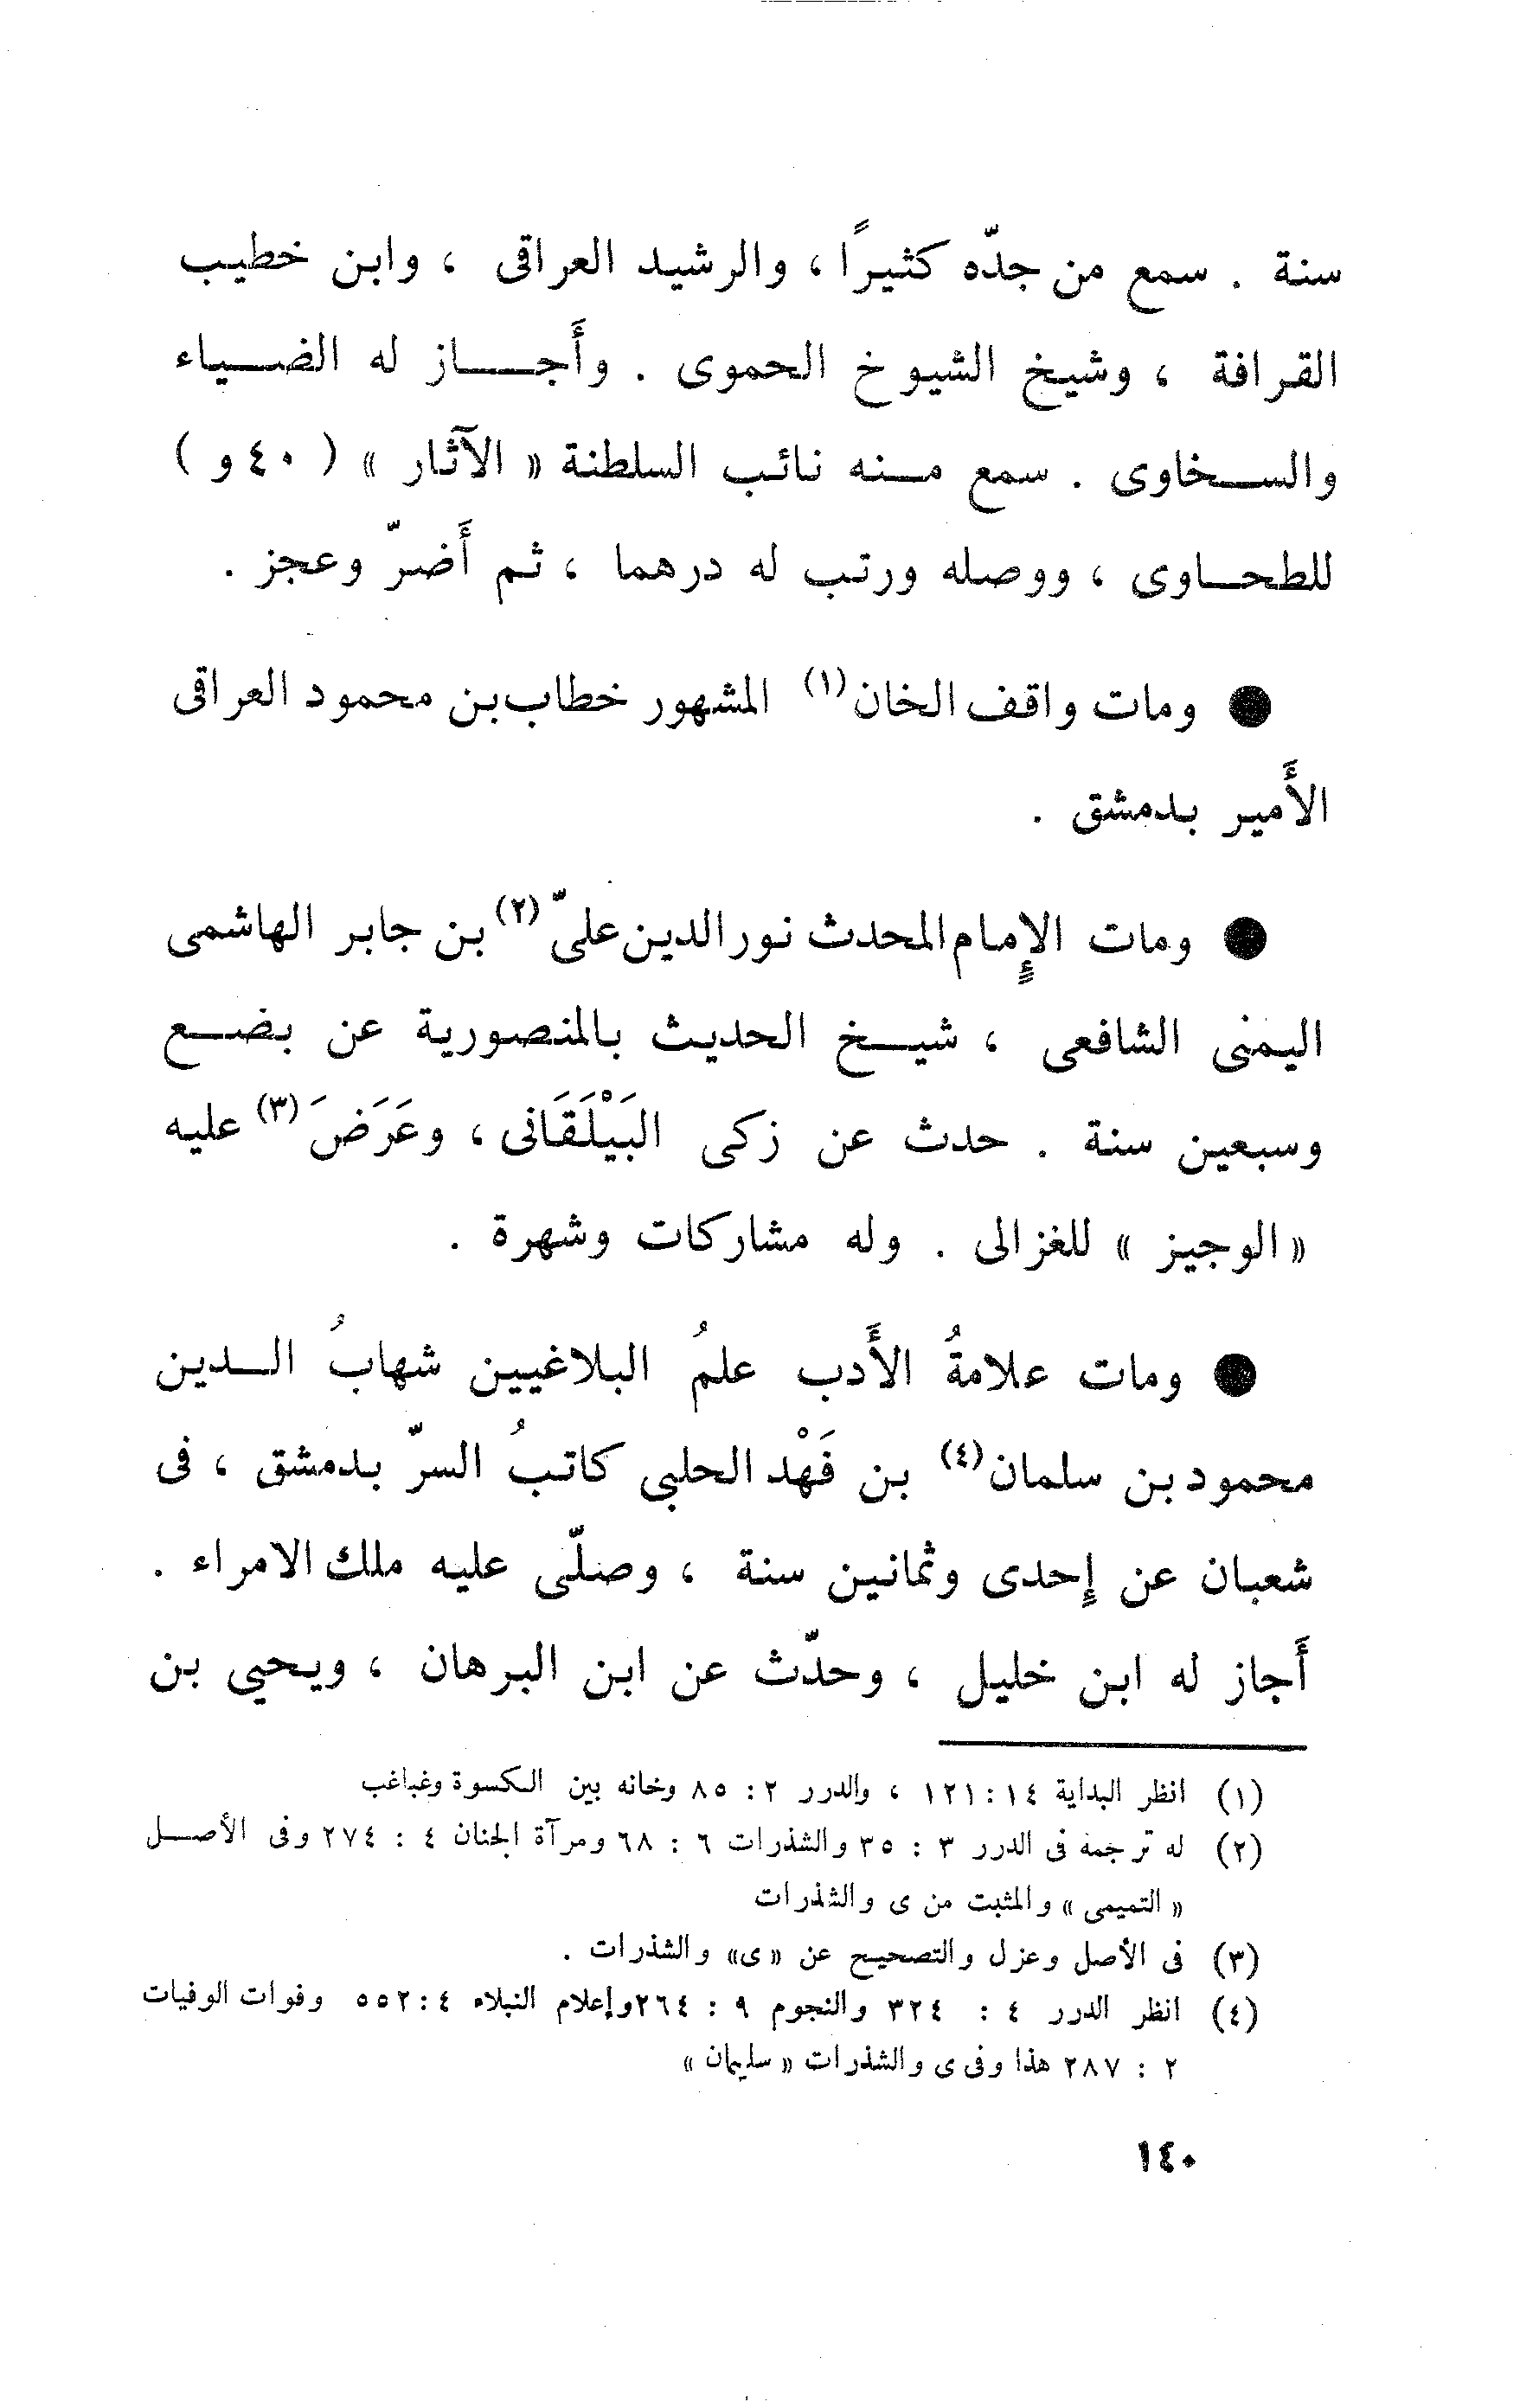 سنة . سمع من جدّه كثيرًا ، والرشيد العراقى ، وابن خطيب
القرافة ، وشيخ الشيوخ الحموى . وأَجاز له الضياء
والسخاوى . سمع منه نائب السلطنة « الآثار » ( ٤٠ و )
للطحاوى ، ووصله ورتب له درهما ، ثم أَضرّ وعجز .
● ومات واقف الخان(١) المشهور خطاب بن محمود العراقى
الأَمير بدمشق .
● ومات الإِمام المحدث نور الدين علىّ(٢) بن جابر الهاشمى
اليمنى الشافعى ، شيخ الحديث بالمنصورية عن بضع
وسبعين سنة . حدث عن زكى البَيْلَقَانى ، وعَرَضَ(٣) عليه
« الوجيز » للغزالى . وله مشاركات وشهرة .
● ومات علامةُ الأَدب علمُ البلاغيين شهابُ الدين
محمود بن سلمان(٤) بن فَهْد الحلبى كاتبُ السرّ بدمشق ، فى
شعبان عن إحدى وثمانين سنة ، وصلّى عليه ملك الامراء .
أَجاز له ابن خليل ، وحدّث عن ابن البرهان ، ويحيى بن
(١) انظر البداية ١٤ : ١٢١ ، والدرر ٢ : ٨٥ وخانه بين الكسوة وغباغب
(٢) له ترجمة فى الدرر ٣ : ٣٥ والشذرات ٦ : ٦٨ ومرآة الجنان ٤ : ٢٧٤ وفى الأصل
« التميمى » والمثبت من ى والشذرات
(٣) فى الأصل وعزل والتصحيح عن «ى» والشذرات .
(٤) انظر الدرر ٤ : ٣٢٤ والنجوم ٩ : ٢٦٤ وإعلام النبلاء ٤ : ٥٥٢ وفوات الوفيات
٢ : ٢٨٧ هذا وفى ى والشذرات « سليمان »
١٤٠